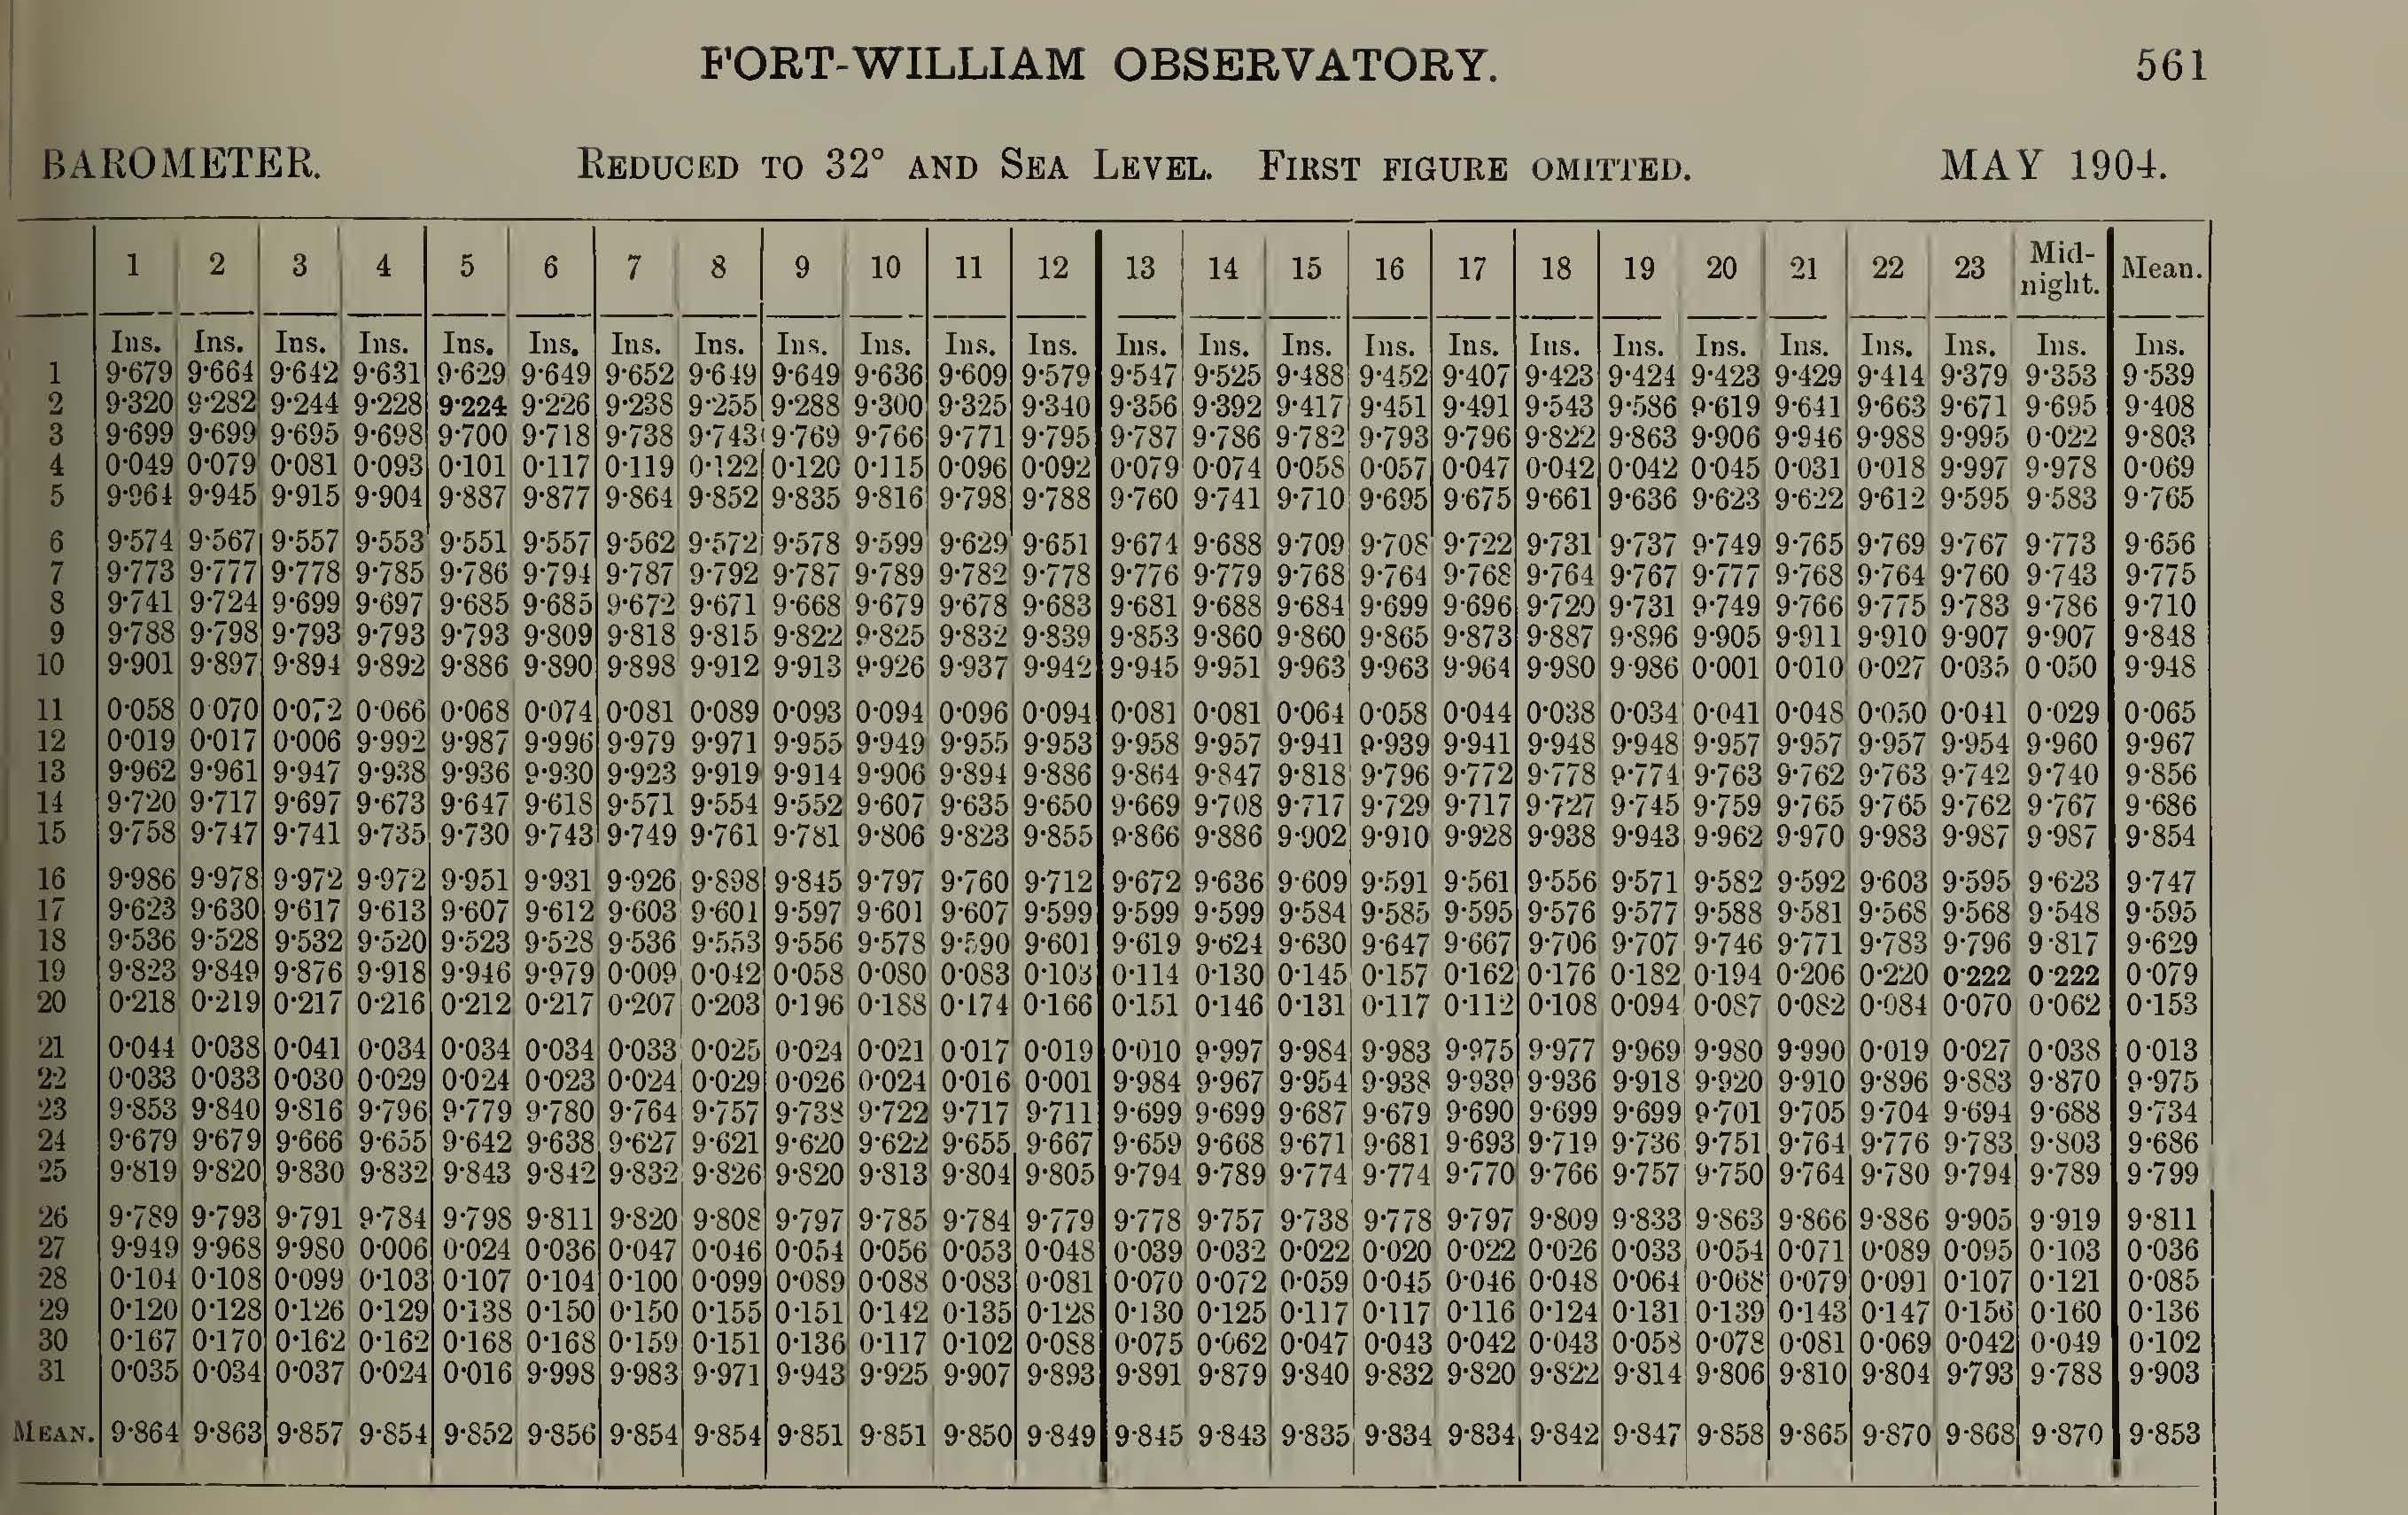 FORT-WILLIAM OBSERVATORY. 561
BAROMETER. REDUCED TO 32° AND SEA LEVEL. FIRST FIGURE OMITTED. MAY 1904.
1 2 3 4 5 6 7 8 9 10 11 12 13 14 15 16 17 18 19 20 21 22 23 Mid-night. Mean.
Ins. Ins. Ins. Ins. Ins. Ins. Ins. Ins. Ins. Ins. Ins. Ins. Ins. Ins. Ins. Ins. Ins. Ins. Ins. Ins. Ins. Ins. Ins. Ins. Ins.
1 9·679 9·664 9·642 9·631 9·629 9·649 9·652 9·649 9·649 9·636 9·609 9·579 9·547 9·525 9·488 9·452 9·407 9·423 9·424 9·423 9·429 9·414 9·379 9·353 9·539
2 9·320 9·282 9·244 9·228 9·224 9·226 9·238 9·255 9·288 9·300 9·325 9·340 9·356 9·392 9·417 9·451 9·491 9·543 9·586 9·619 9·641 9·663 9·671 9·695 9·408
3 9·699 9·699 9·695 9·698 9·700 9·718 9·738 9·743 9·769 9·766 9·771 9·795 9·787 9·786 9·782 9·793 9·796 9·822 9·863 9·906 9·946 9·988 9·995 0·022 9·803
4 0·049 0·079 0·081 0·093 0·101 0·117 0·119 0·122 0·120 0·115 0·096 0·092 0·079 0·074 0·058 0·057 0·047 0·042 0·042 0·045 0·031 0·018 9·997 9·978 0·069
5 9·964 9·945 9·915 9·904 9·887 9·877 9·864 9·852 9·835 9·816 9·798 9·788 9·760 9·741 9·710 9·695 9·675 9·661 9·636 9·623 9·622 9·612 9·595 9·583 9·765
6 9·574 9·567 9·557 9·553 9·551 9·557 9·562 9·572 9·578 9·599 9·629 9·651 9·674 9·688 9·709 9·708 9·722 9·731 9·737 9·749 9·765 9·769 9·767 9·773 9·656
7 9·773 9·777 9·778 9·785 9·786 9·794 9·787 9·792 9·787 9·789 9·782 9·778 9·776 9·779 9·768 9·764 9·768 9·764 9·767 9·777 9·768 9·764 9·760 9·743 9·775
8 9·741 9·724 9·699 9·697 9·685 9·685 9·672 9·671 9·668 9·679 9·678 9·683 9·681 9·688 9·684 9·699 9·696 9·720 9·731 9·749 9·766 9·775 9·783 9·786 9·710
9 9·788 9·798 9·793 9·793 9·793 9·809 9·818 9·815 9·822 9·825 9·832 9·839 9·853 9·860 9·860 9·865 9·873 9·887 9·896 9·905 9·911 9·910 9·907 9·907 9·848
10 9·901 9·897 9·894 9·892 9·886 9·890 9·898 9·912 9·913 9·926 9·937 9·942 9·945 9·951 9·963 9·963 9·964 9·980 9·986 0·001 0·010 0·027 0·035 0·050 9·948
11 0·058 0·070 0·072 0·066 0·068 0·074 0·081 0·089 0·093 0·094 0·096 0·094 0·081 0·081 0·064 0·058 0·044 0·038 0·034 0·041 0·048 0·050 0·041 0·029 0·065
12 0·019 0·017 0·006 9·992 9·987 9·996 9·979 9·971 9·955 9·949 9·955 9·953 9·958 9·957 9·941 9·939 9·941 9·948 9·948 9·957 9·957 9·957 9·954 9·960 9·967
13 9·962 9·961 9·947 9·938 9·936 9·930 9·923 9·919 9·914 9·906 9·894 9·886 9·864 9·847 9·818 9·796 9·772 9·778 9·774 9·763 9·762 9·763 9·742 9·740 9·856
14 9·720 9·717 9·697 9·673 9·647 9·618 9·571 9·554 9·552 9·607 9·635 9·650 9·669 9·708 9·717 9·729 9·717 9·727 9·745 9·759 9·765 9·765 9·762 9·767 9·686
15 9·758 9·747 9·741 9·735 9·730 9·743 9·749 9·761 9·781 9·806 9·823 9·855 9·866 9·886 9·902 9·910 9·928 9·938 9·943 9·962 9·970 9·983 9·987 9·987 9·854
16 9·986 9·978 9·972 9·972 9·951 9·931 9·926 9·898 9·845 9·797 9·760 9·712 9·672 9·636 9·609 9·591 9·561 9·556 9·571 9·582 9·592 9·603 9·595 9·623 9·747
17 9·623 9·630 9·617 9·613 9·607 9·612 9·603 9·601 9·597 9·601 9·607 9·599 9·599 9·599 9·584 9·585 9·595 9·576 9·577 9·588 9·581 9·568 9·568 9·548 9·595
18 9·536 9·528 9·532 9·520 9·523 9·528 9·536 9·553 9·556 9·578 9·590 9·601 9·619 9·624 9·630 9·647 9·667 9·706 9·707 9·746 9·771 9·783 9·796 9·817 9·629
19 9·823 9·849 9·876 9·918 9·946 9·979 0·009 0·042 0·058 0·080 0·083 0·103 0·114 0·130 0·145 0·157 0·162 0·176 0·182 0·194 0·206 0·220 0·222 0·222 0·079
20 0·218 0·219 0·217 0·216 0·212 0·217 0·207 0·203 0·196 0·188 0·174 0·166 0·151 0·146 0·131 0·117 0·112 0·108 0·094 0·087 0·082 0·084 0·070 0·062 0·153
21 0·044 0·038 0·041 0·034 0·034 0·034 0·033 0·025 0·024 0·021 0·017 0·019 0·010 9·997 9·984 9·983 9·975 9·977 9·969 9·980 9·990 0·019 0·027 0·038 0·013
22 0·033 0·033 0·030 0·029 0·024 0·023 0·024 0·029 0·026 0·024 0·016 0·001 9·984 9·967 9·954 9·938 9·939 9·936 9·918 9·920 9·910 9·896 9·883 9·870 9·975
23 9·853 9·840 9·816 9·796 9·779 9·780 9·764 9·757 9·738 9·722 9·717 9·711 9·699 9·699 9·687 9·679 9·690 9·699 9·699 9·701 9·705 9·704 9·694 9·688 9·734
24 9·679 9·679 9·666 9·655 9·642 9·638 9·627 9·621 9·620 9·622 9·655 9·667 9·659 9·668 9·671 9·681 9·693 9·719 9·736 9·751 9·764 9·776 9·783 9·803 9·686
25 9·819 9·820 9·830 9·832 9·843 9·842 9·832 9·826 9·820 9·813 9·804 9·805 9·794 9·789 9·774 9·774 9·770 9·766 9·757 9·750 9·764 9·780 9·794 9·789 9·799
26 9·789 9·793 9·791 9·784 9·798 9·811 9·820 9·808 9·797 9·785 9·784 9·779 9·778 9·757 9·738 9·778 9·797 9·809 9·833 9·863 9·866 9·886 9·905 9·919 9·811
27 9·949 9·968 9·980 0·006 0·024 0·036 0·047 0·046 0·054 0·056 0·053 0·048 0·039 0·032 0·022 0·020 0·022 0·026 0·033 0·054 0·071 0·089 0·095 0·103 0·036
28 0·104 0·108 0·099 0·103 0·107 0·104 0·100 0·099 0·089 0·088 0·083 0·081 0·070 0·072 0·059 0·045 0·046 0·048 0·064 0·068 0·079 0·091 0·107 0·121 0·085
29 0·120 0·128 0·126 0·129 0·138 0·150 0·150 0·155 0·151 0·142 0·135 0·128 0·130 0·125 0·117 0·117 0·116 0·124 0·131 0·139 0·143 0·147 0·156 0·160 0·136
30 0·167 0·170 0·162 0·162 0·168 0·168 0·159 0·151 0·136 0·117 0·102 0·088 0·075 0·062 0·047 0·043 0·042 0·043 0·058 0·078 0·081 0·069 0·042 0·049 0·102
31 0·035 0·034 0·037 0·024 0·016 9·998 9·983 9·971 9·943 9·925 9·907 9·893 9·891 9·879 9·840 9·832 9·820 9·822 9·814 9·806 9·810 9·804 9·793 9·788 9·903
MEAN. 9·864 9·863 9·857 9·854 9·852 9·856 9·854 9·854 9·851 9·851 9·850 9·849 9·845 9·843 9·835 9·834 9·834 9·842 9·847 9·858 9·865 9·870 9·868 9·870 9·853